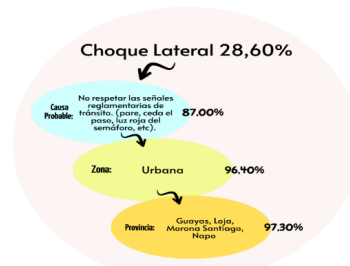 Choque Lateral 28,60%
Causa Probable:
No respetar las señales
reglamentarias de
tránsito. (pare, ceda el
paso, luz roja del
semáforo, etc).
87.00%
Zona:
Urbana
96.40%
Provincia:
Guayas, Loja,
Morona Santiago,
Napo
97.30%